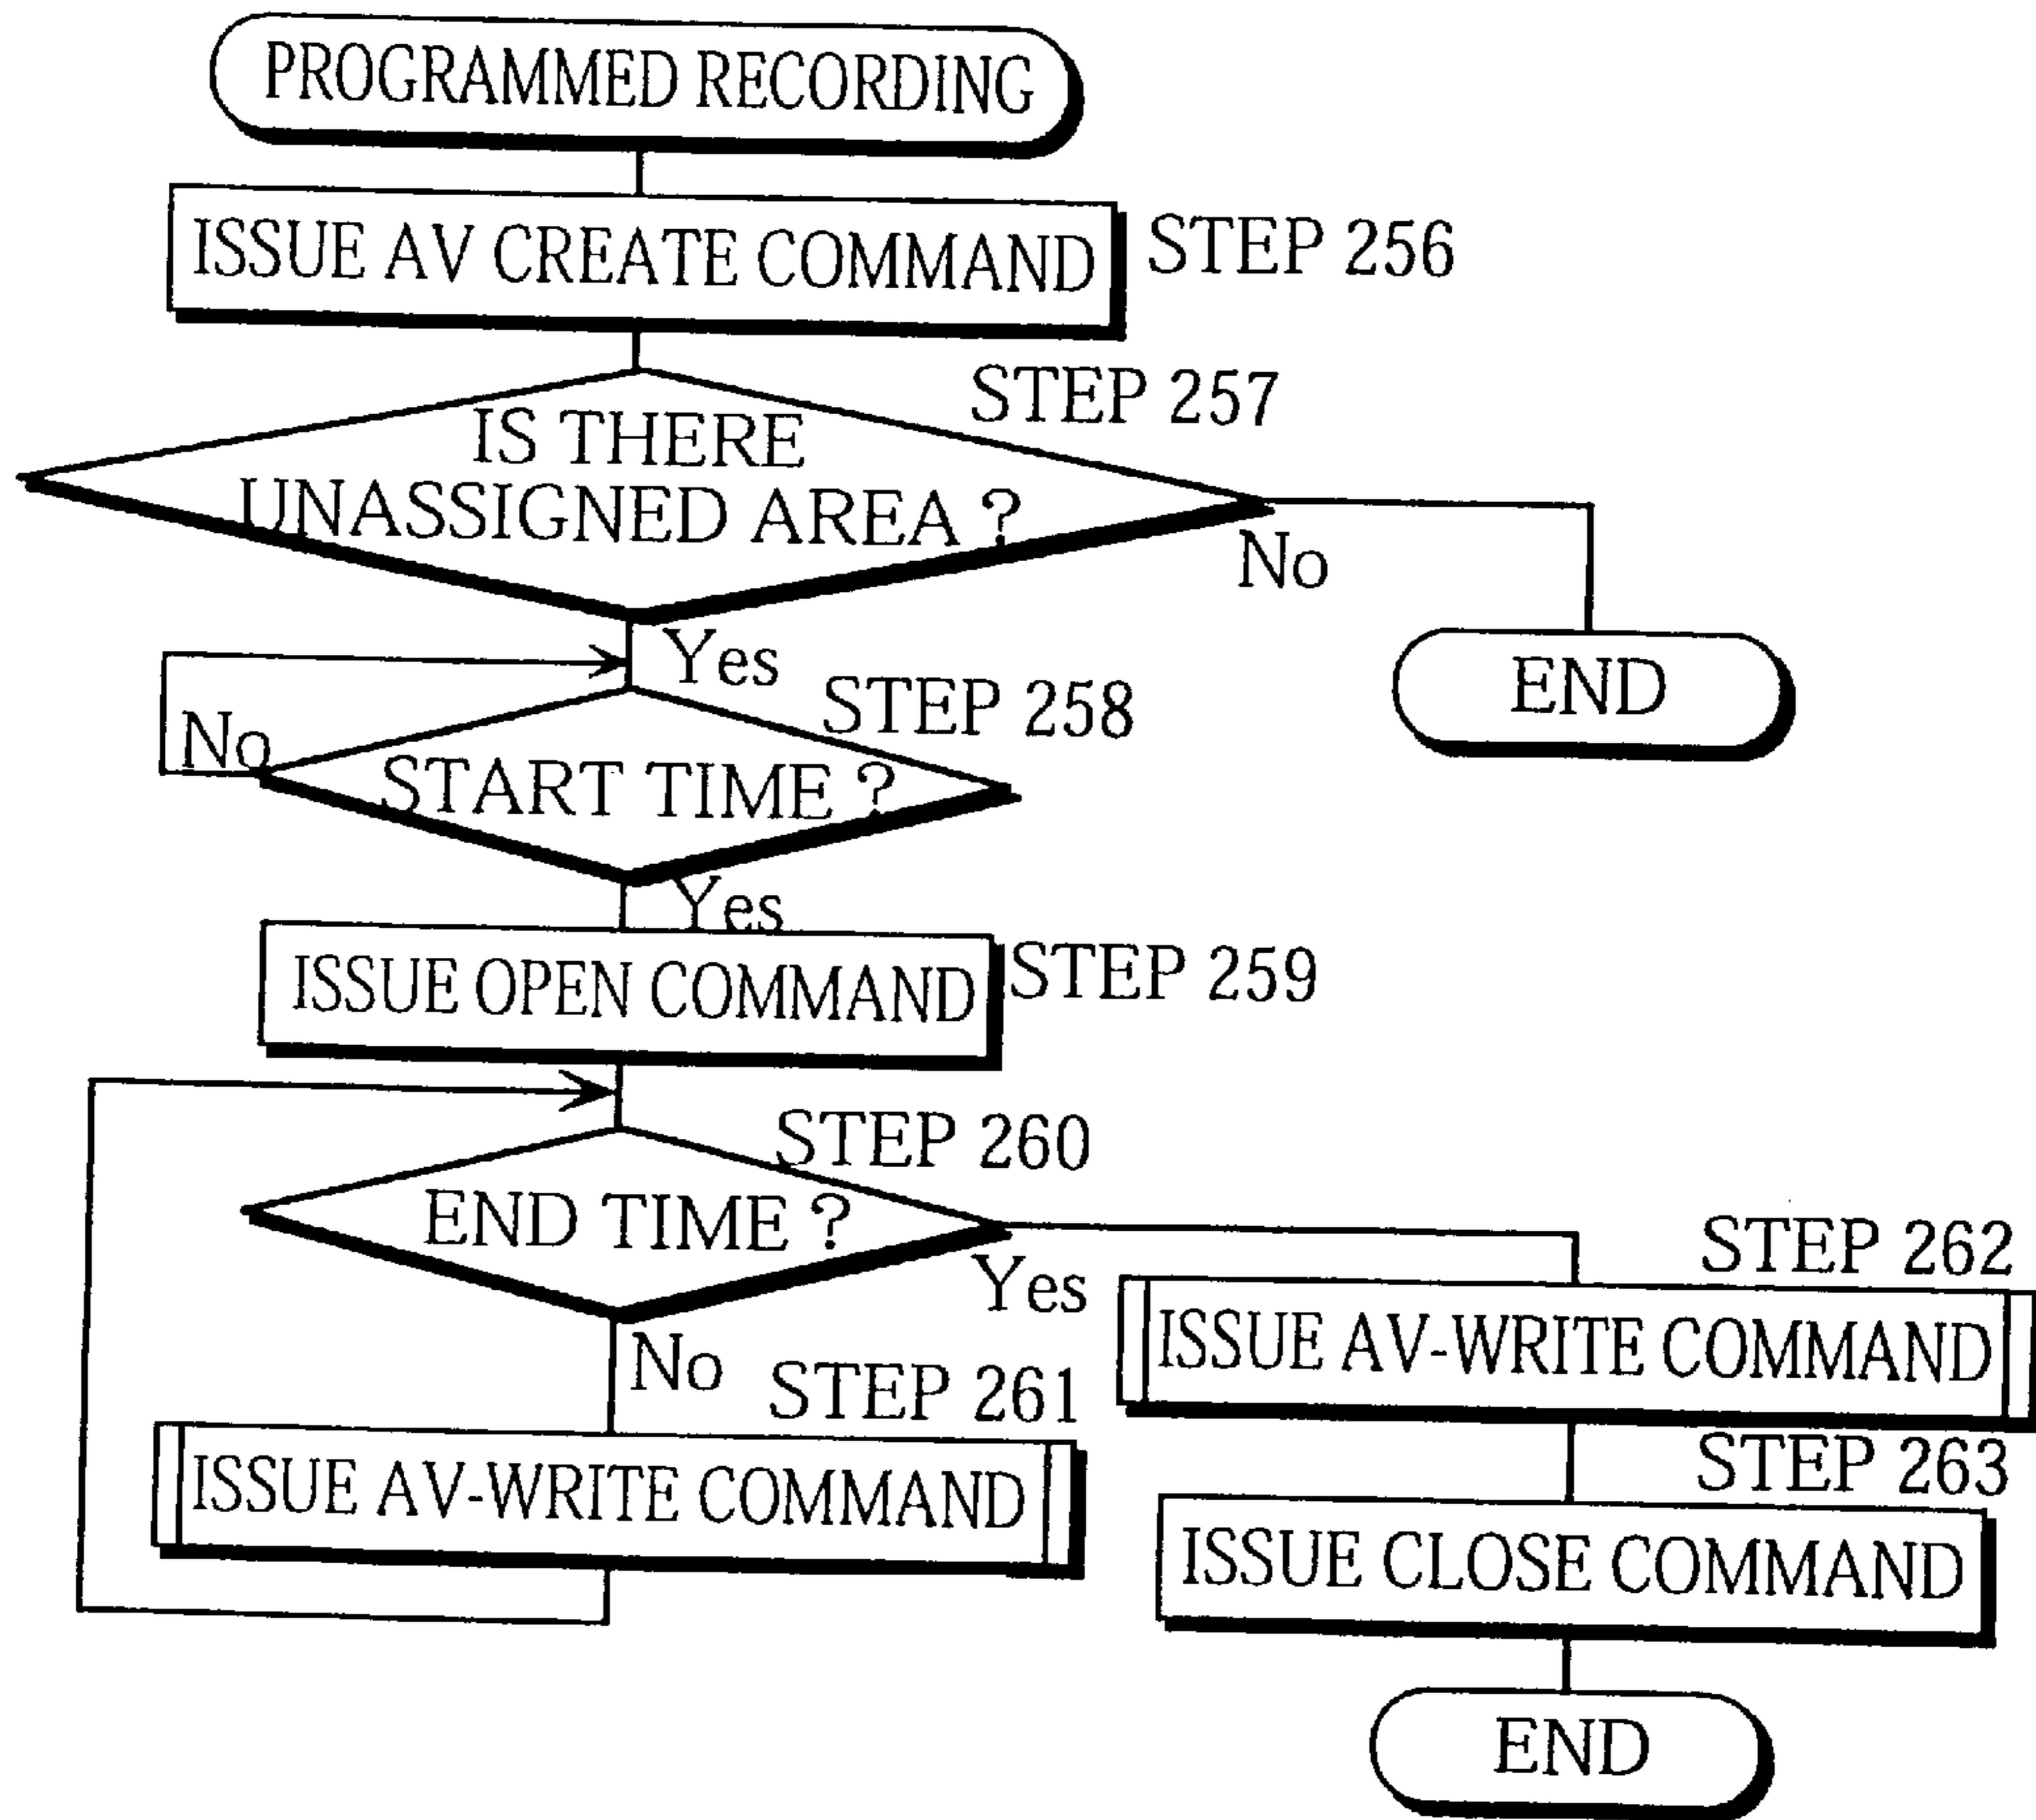 PROGRAMMED RECORDING
ISSUE AV CREATE COMMAND
STEP 256
STEP 257
IS THERE
UNASSIGNED AREA ?
No
END
Yes
STEP 258
No
START TIME ?
Yes
ISSUE OPEN COMMAND
STEP 259
STEP 260
END TIME ?
Yes
STEP 262
ISSUE AV-WRITE COMMAND
No
STEP 261
ISSUE AV-WRITE COMMAND
STEP 263
ISSUE CLOSE COMMAND
END